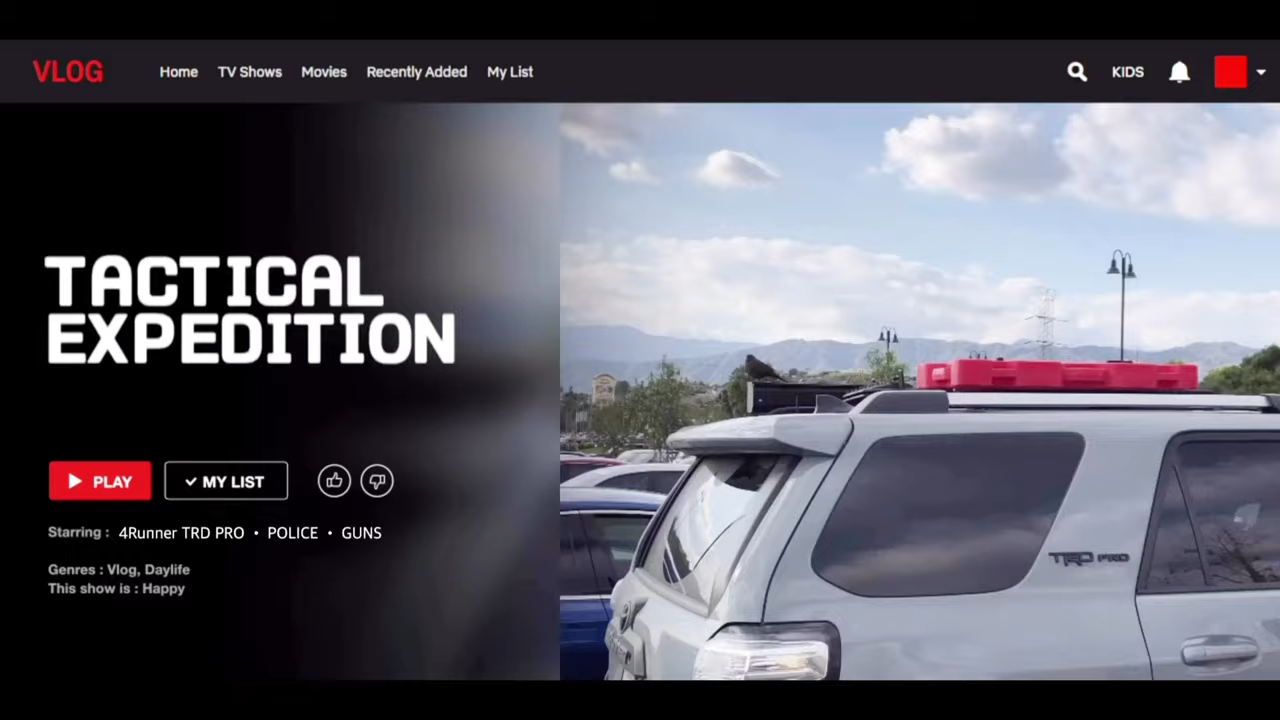 VLOG Home TV Shows Movies Recently Added My List KIDS
TACTICAL
EXPEDITION
PLAY MY LIST
Starring : 4Runner TRD PRO • POLICE • GUNS
Genres : Vlog, Daylife
This show is : Happy
TRD PRO